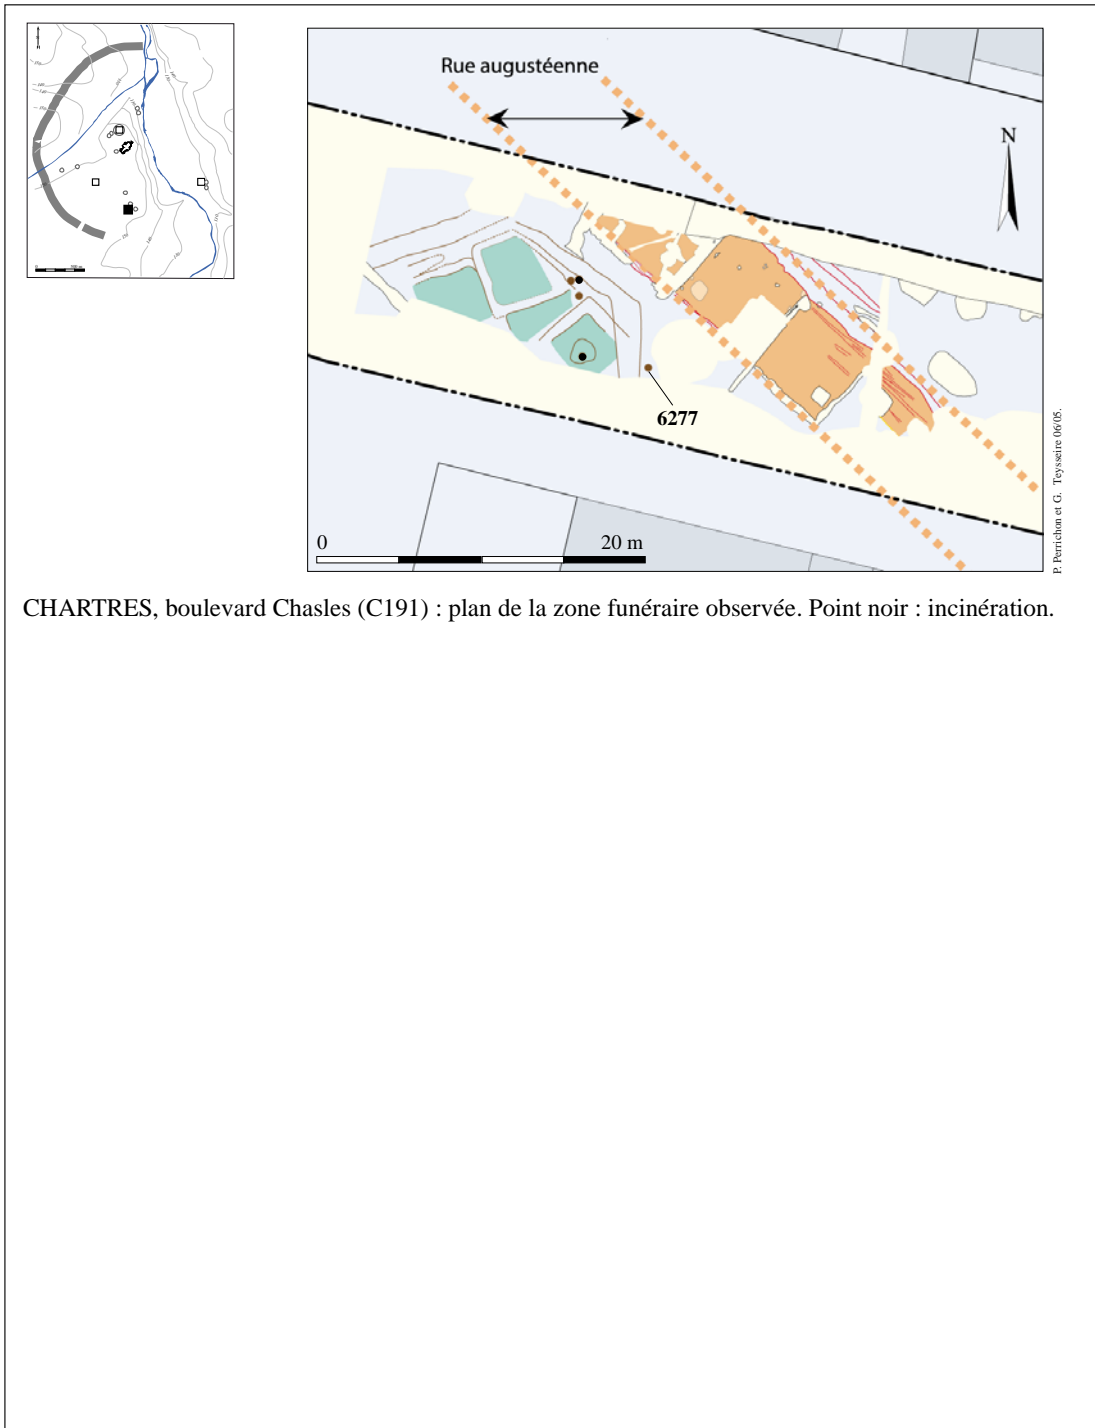 Rue augustéenne
N
6277
0 20 m
P. Perrichon et G. Teysseire 06/05.
CHARTRES, boulevard Chasles (C191) : plan de la zone funéraire observée. Point noir : incinération.